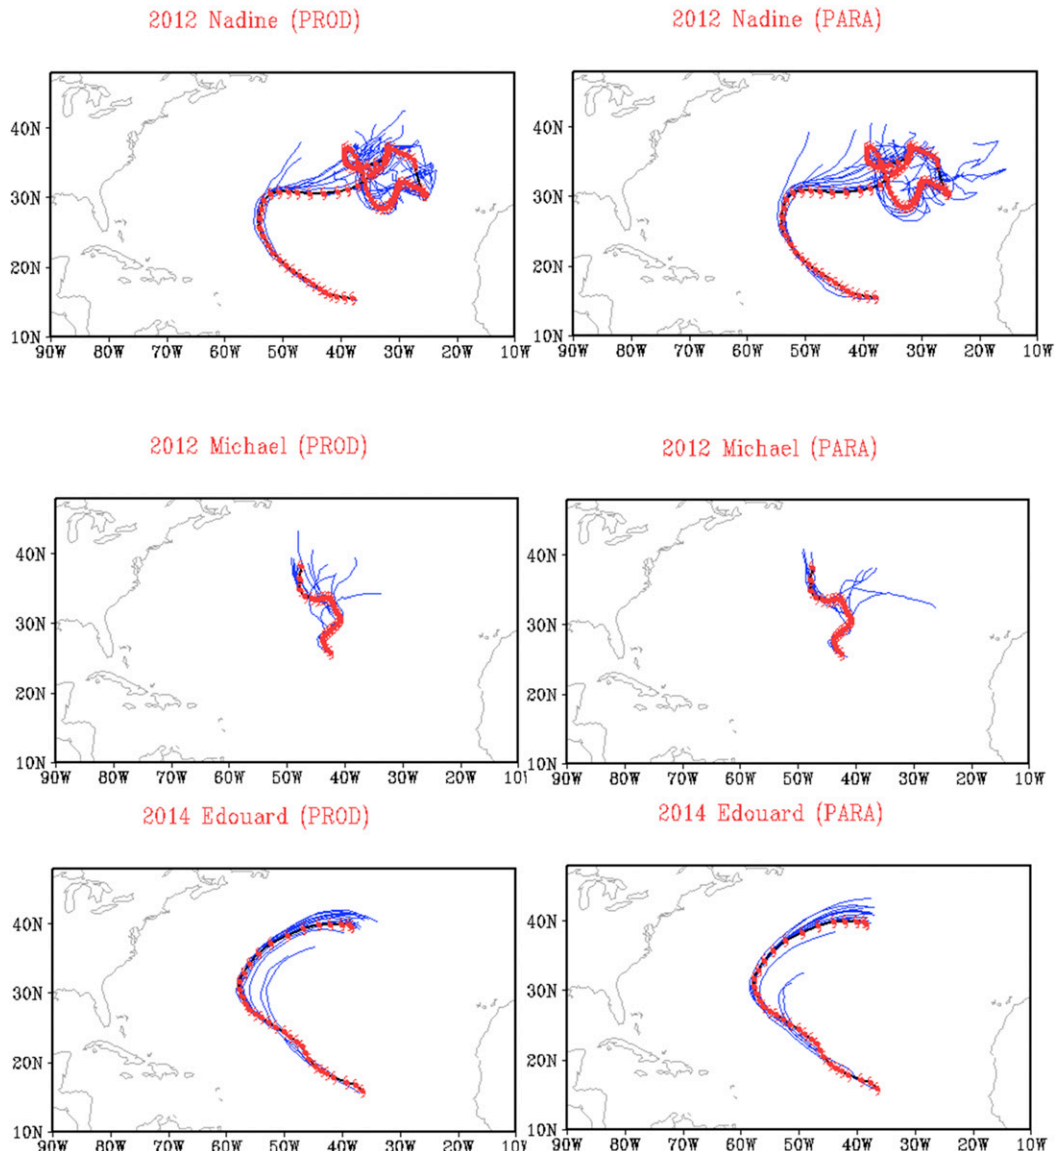 2012 Nadine (PROD)
2012 Nadine (PARA)
40N
30N
20N
10N
90W 80W 70W 60W 50W 40W 30W 20W 10W
40N
30N
20N
10N
90W 80W 70W 60W 50W 40W 30W 20W 10W
2012 Michael (PROD)
2012 Michael (PARA)
40N
30N
20N
10N
90W 80W 70W 60W 50W 40W 30W 20W 101
40N
30N
20N
10N
90W 80W 70W 60W 50W 40W 30W 20W 10W
2014 Edouard (PROD)
2014 Edouard (PARA)
40N
30N
20N
10N
90W 80W 70W 60W 50W 40W 30W 20W 10W
40N
30N
20N
10N
90W 80W 70W 60W 50W 40W 30W 20W 10W